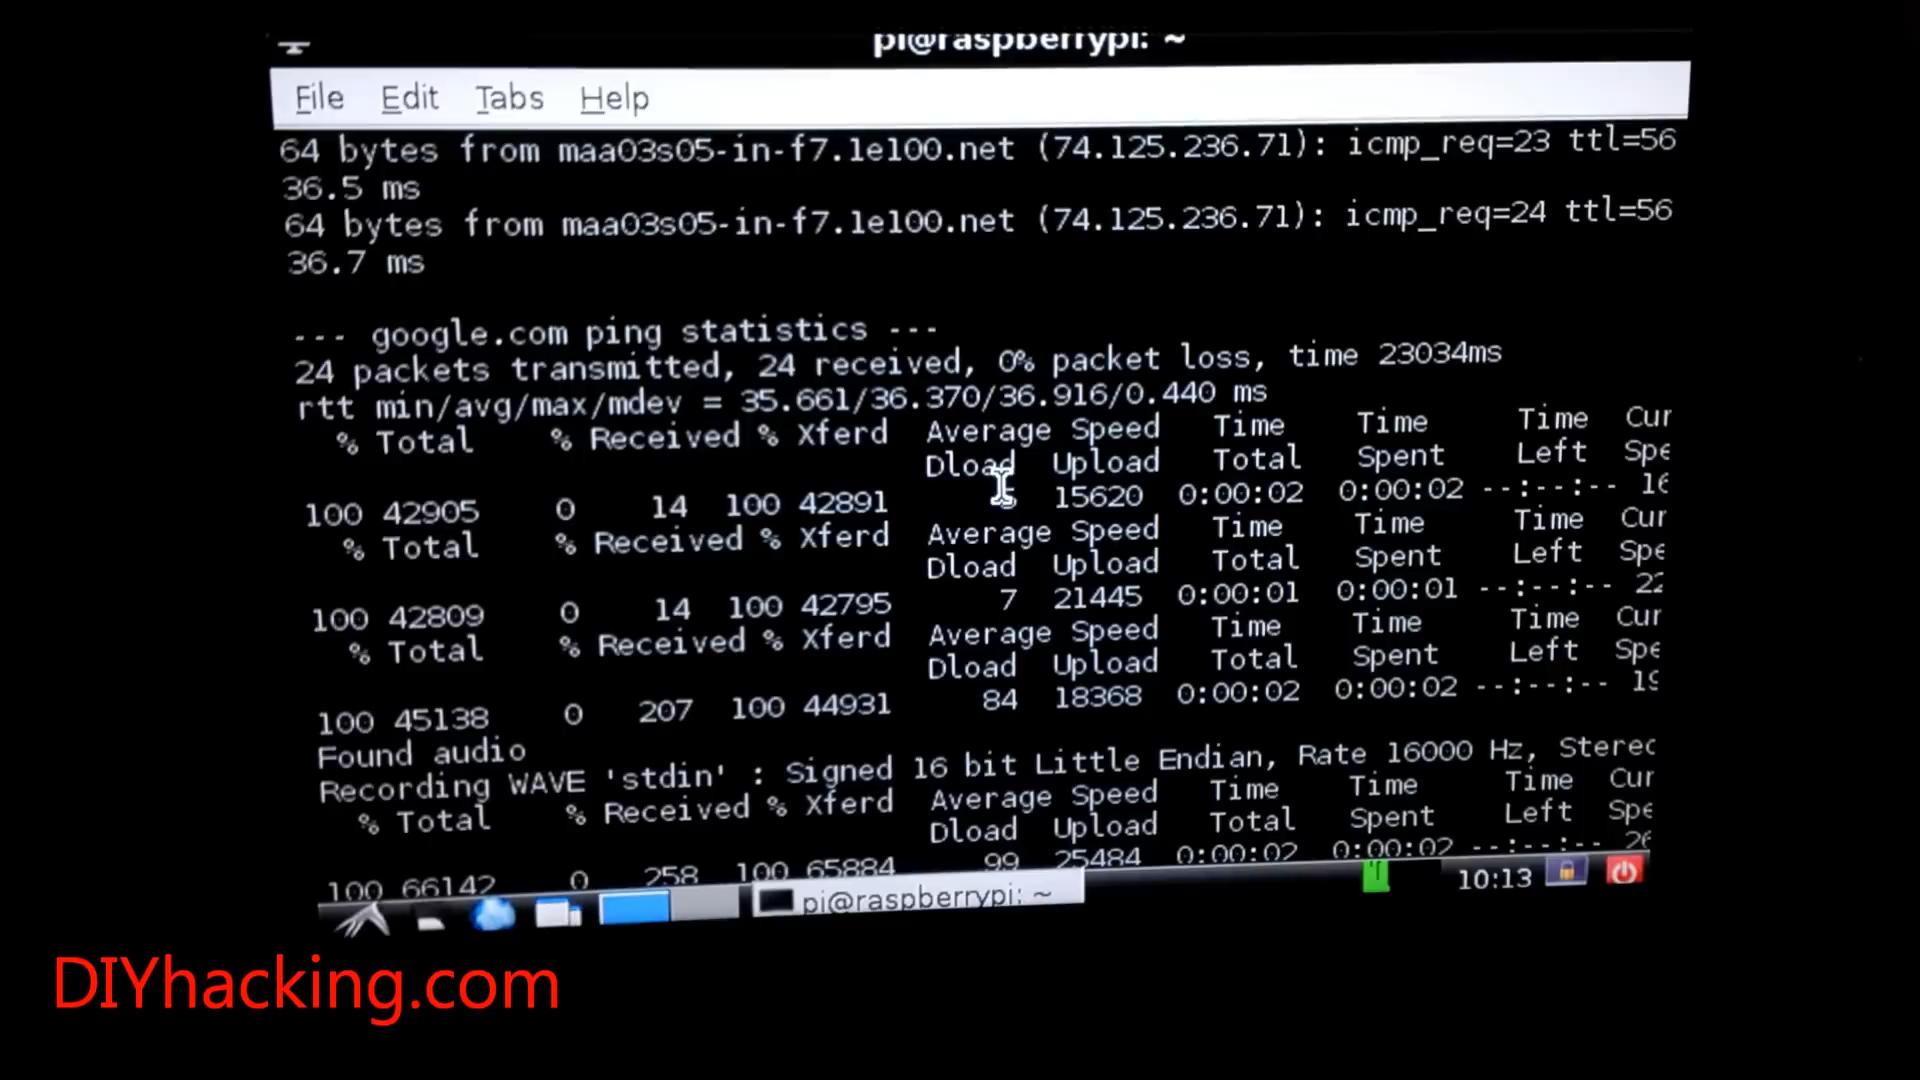 pi@raspberrypi: ~
File Edit Tabs Help
64 bytes from maa03s05-in-f7.1e100.net (74.125.236.71): icmp_req=23 ttl=56
36.5 ms
64 bytes from maa03s05-in-f7.1e100.net (74.125.236.71): icmp_req=24 ttl=56
36.7 ms
--- google.com ping statistics ---
24 packets transmitted, 24 received, 0% packet loss, time 23034ms
rtt min/avg/max/mdev = 35.661/36.370/36.916/0.440 ms
% Total % Received % Xferd Average Speed Time Time Time Cur
Dload Upload Total Spent Left Spe
100 42905 0 14 100 42891 15620 0:00:02 0:00:02 --:--:-- 16
% Total % Received % Xferd Average Speed Time Time Time Cur
Dload Upload Total Spent Left Spe
100 42809 0 14 100 42795 7 21445 0:00:01 0:00:01 --:--:-- 22
% Total % Received % Xferd Average Speed Time Time Time Cur
Dload Upload Total Spent Left Spe
100 45138 0 207 100 44931 84 18368 0:00:02 0:00:02 --:--:-- 19
Found audio
Recording WAVE 'stdin' : Signed 16 bit Little Endian, Rate 16000 Hz, Stereo
% Total % Received % Xferd Average Speed Time Time Time Cur
Dload Upload Total Spent Left Spe
100 66142 0 258 100 65884 99 25484 0:00:02 0:00:02 --:--:-- 26
pi@raspberrypi: ~
10:13
DIYhacking.com